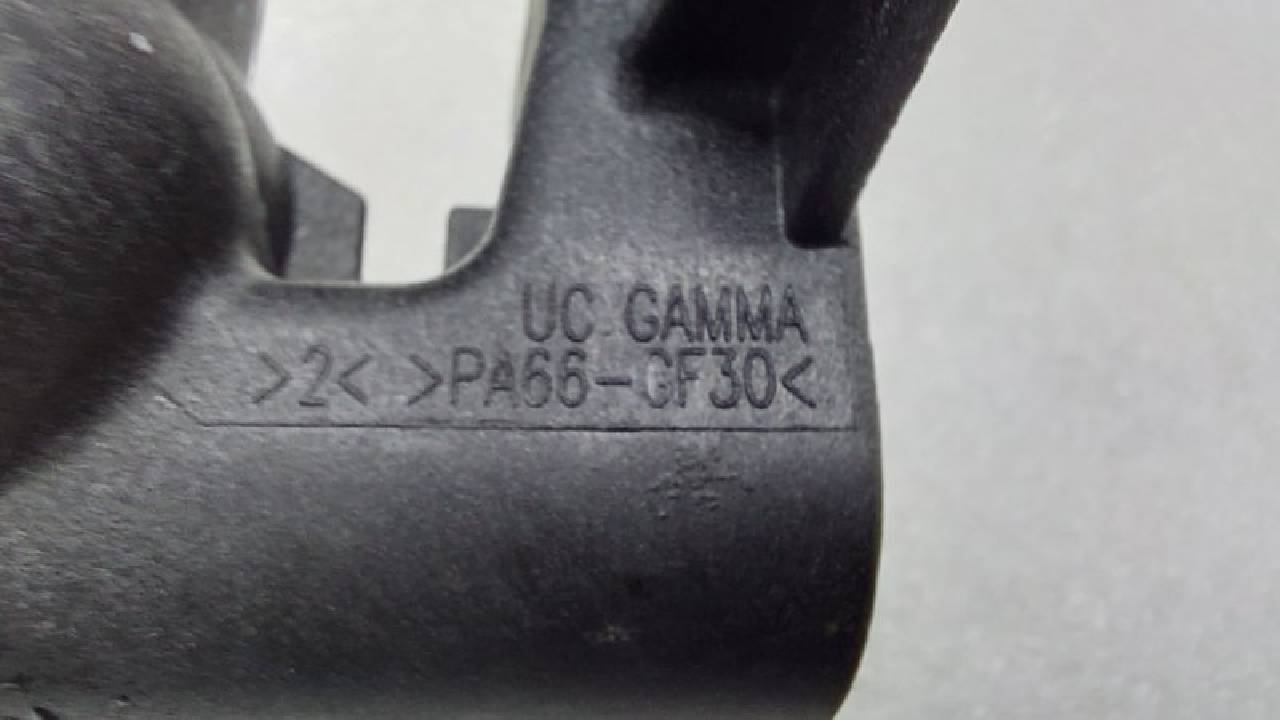 UC GAMMA
>2< >PA66-GF30<